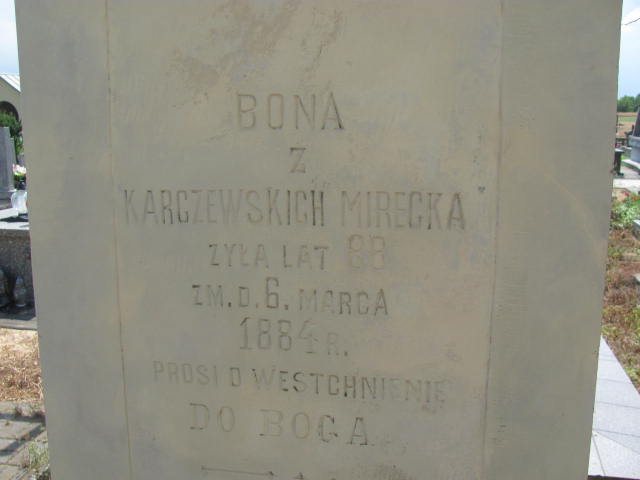 BONA
Z
KARCZEWSKICH MIRECKA
ŻYŁA LAT 88
ZM. D. 6. MARCA
1884 R.
PROSI O WESTCHNIENIE
DO BOGA